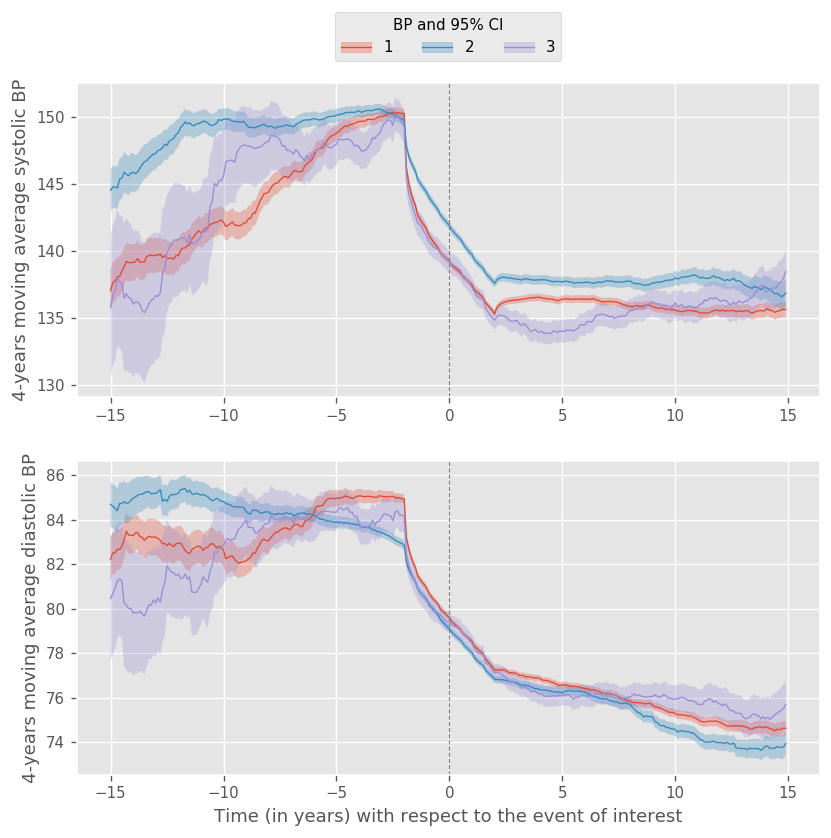 BP and 95% CI
1 2 3
4-years moving average systolic BP
150
145
140
135
130
−15 −10 −5 0 5 10 15
4-years moving average diastolic BP
86
84
82
80
78
76
74
−15 −10 −5 0 5 10 15
Time (in years) with respect to the event of interest